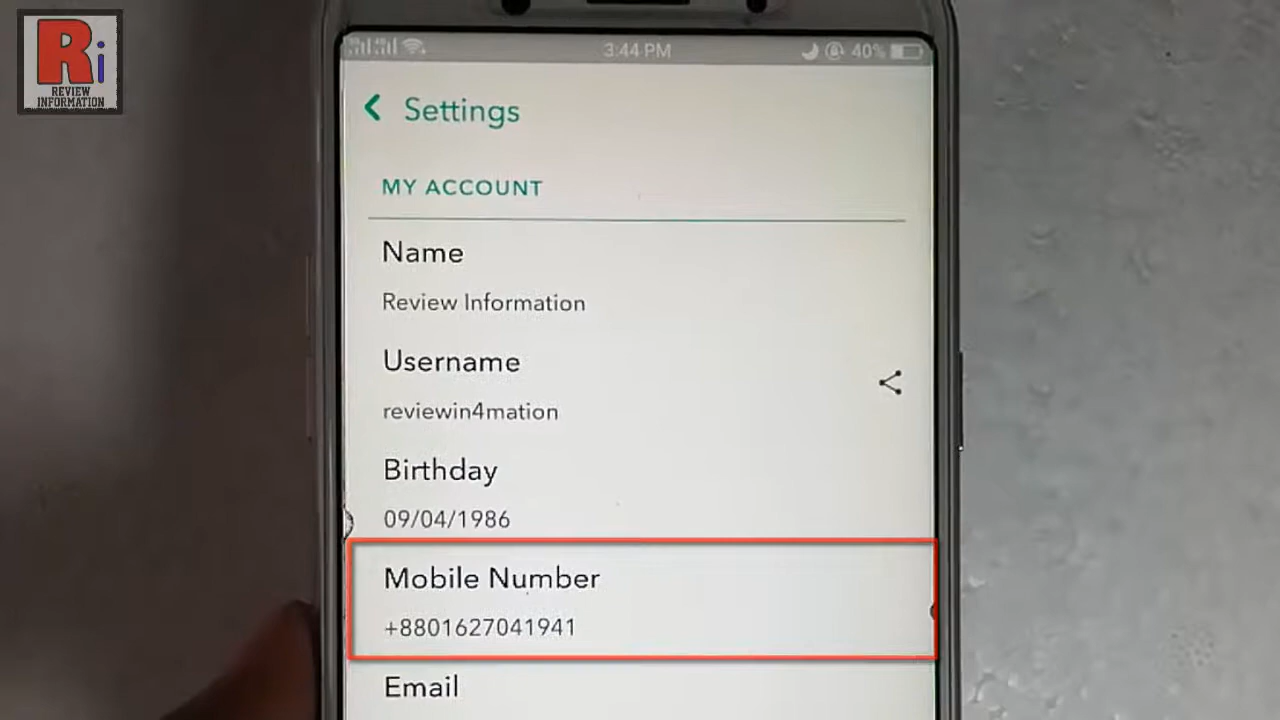 Ri
REVIEW
INFORMATION
3:44 PM
40%
Settings
MY ACCOUNT
Name
Review Information
Username
reviewin4mation
Birthday
09/04/1986
Mobile Number
+8801627041941
Email